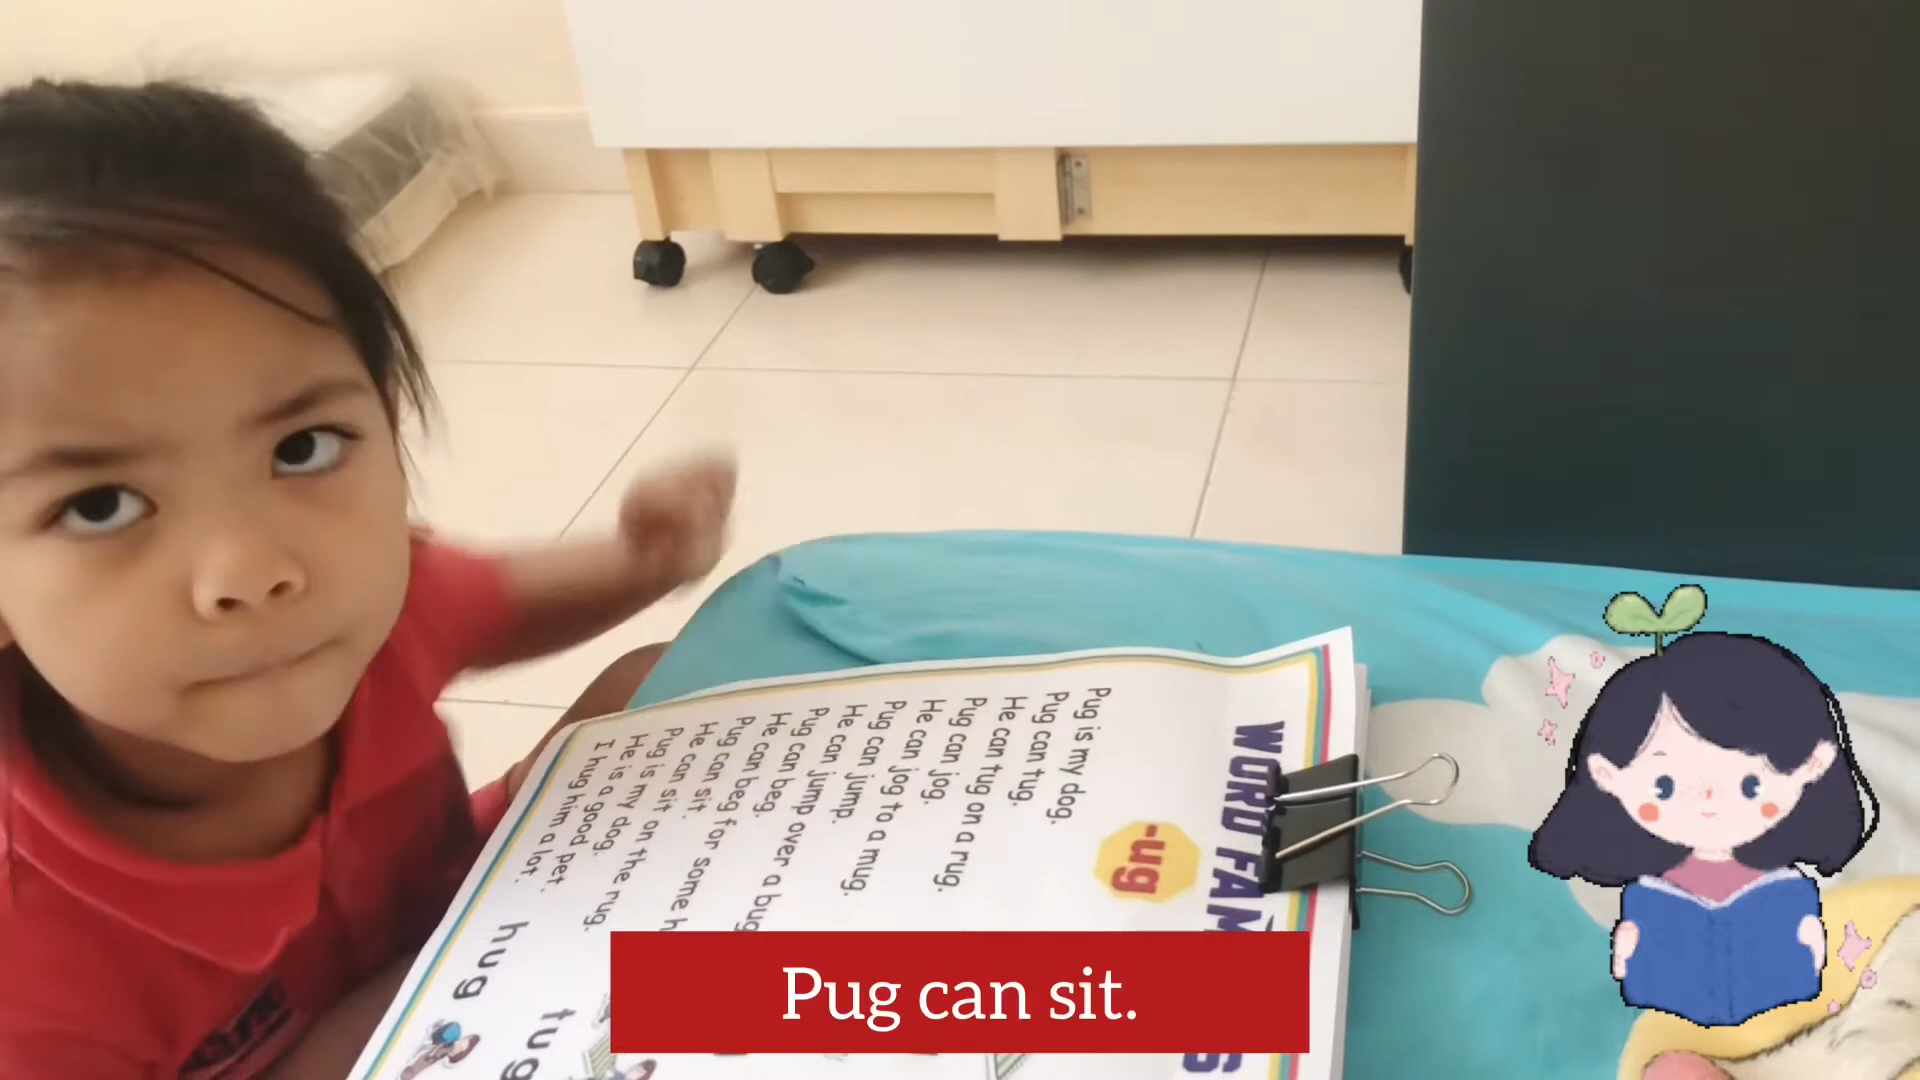 WORD FAM S
-ug
Pug is my dog.
Pug can tug.
He can tug on a rug.
Pug can jog.
He can jog to a mug.
Pug can jump.
He can jump over a bug
Pug can beg.
He can beg for some
Pug can sit.
He can sit on the rug.
Pug is my dog.
He is a good pet.
I hug him a lot.
hug
tug
Pug can sit.